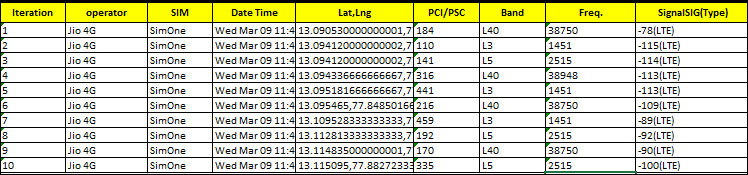 Iteration operator SIM Date Time Lat,Lng PCI/PSC Band Freq. SignalSIG(Type)
1 Jio 4G SimOne Wed Mar 09 11:4 13.090530000000001,7 184 L40 38750 -78(LTE)
2 Jio 4G SimOne Wed Mar 09 11:4 13.094120000000002,7 110 L3 1451 -115(LTE)
3 Jio 4G SimOne Wed Mar 09 11:4 13.094120000000002,7 141 L5 2515 -114(LTE)
4 Jio 4G SimOne Wed Mar 09 11:4 13.094336666666667,7 316 L40 38948 -113(LTE)
5 Jio 4G SimOne Wed Mar 09 11:4 13.095181666666667,7 441 L3 1451 -113(LTE)
6 Jio 4G SimOne Wed Mar 09 11:4 13.095465,77.84850166 216 L40 38750 -109(LTE)
7 Jio 4G SimOne Wed Mar 09 11:4 13.109528333333333,7 459 L3 1451 -89(LTE)
8 Jio 4G SimOne Wed Mar 09 11:4 13.112813333333333,7 192 L5 2515 -92(LTE)
9 Jio 4G SimOne Wed Mar 09 11:4 13.114835000000001,7 170 L40 38750 -90(LTE)
10 Jio 4G SimOne Wed Mar 09 11:4 13.115095,77.88272333 335 L5 2515 -100(LTE)